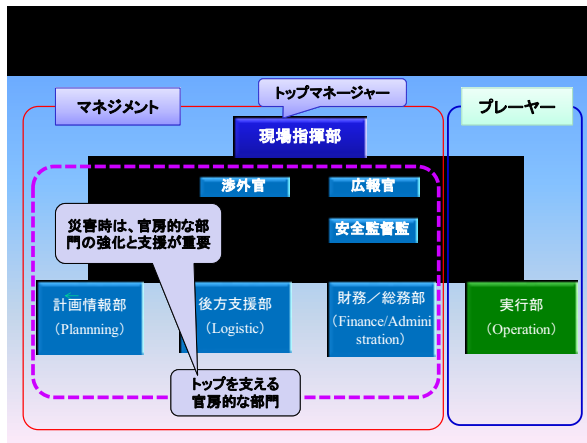 トップマネージャー
マネジメント
プレーヤー
現場指揮部
渉外官
広報官
災害時は、官房的な部
門の強化と支援が重要
安全監督監
計画情報部
（Plannning）
後方支援部
（Logistic）
財務／総務部
（Finance/Admini
stration）
実行部
（Operation）
トップを支える
官房的な部門